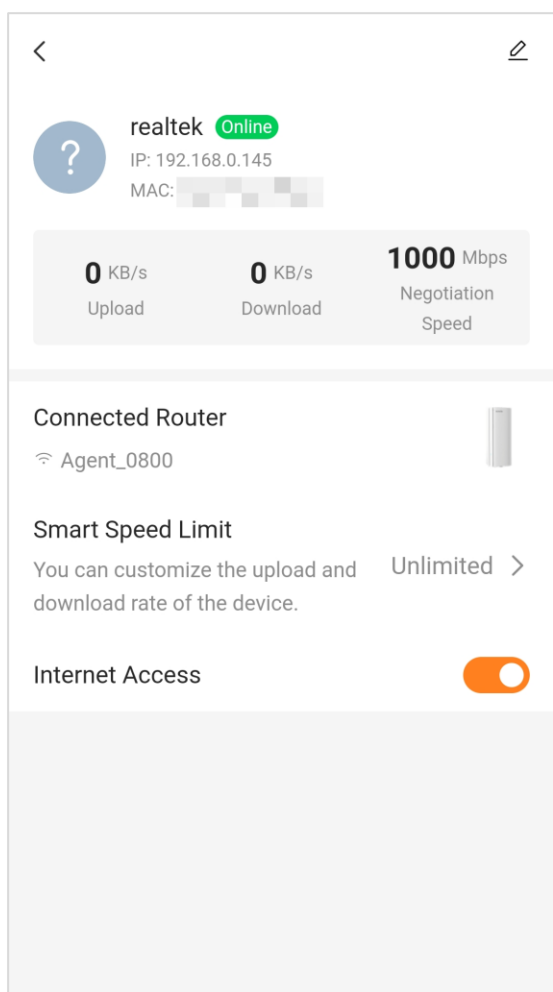 ?
realtek Online
IP: 192.168.0.145
MAC:
0 KB/s
Upload
0 KB/s
Download
1000 Mbps
Negotiation
Speed
Connected Router
Agent_0800
Smart Speed Limit
You can customize the upload and
download rate of the device.
Unlimited
Internet Access